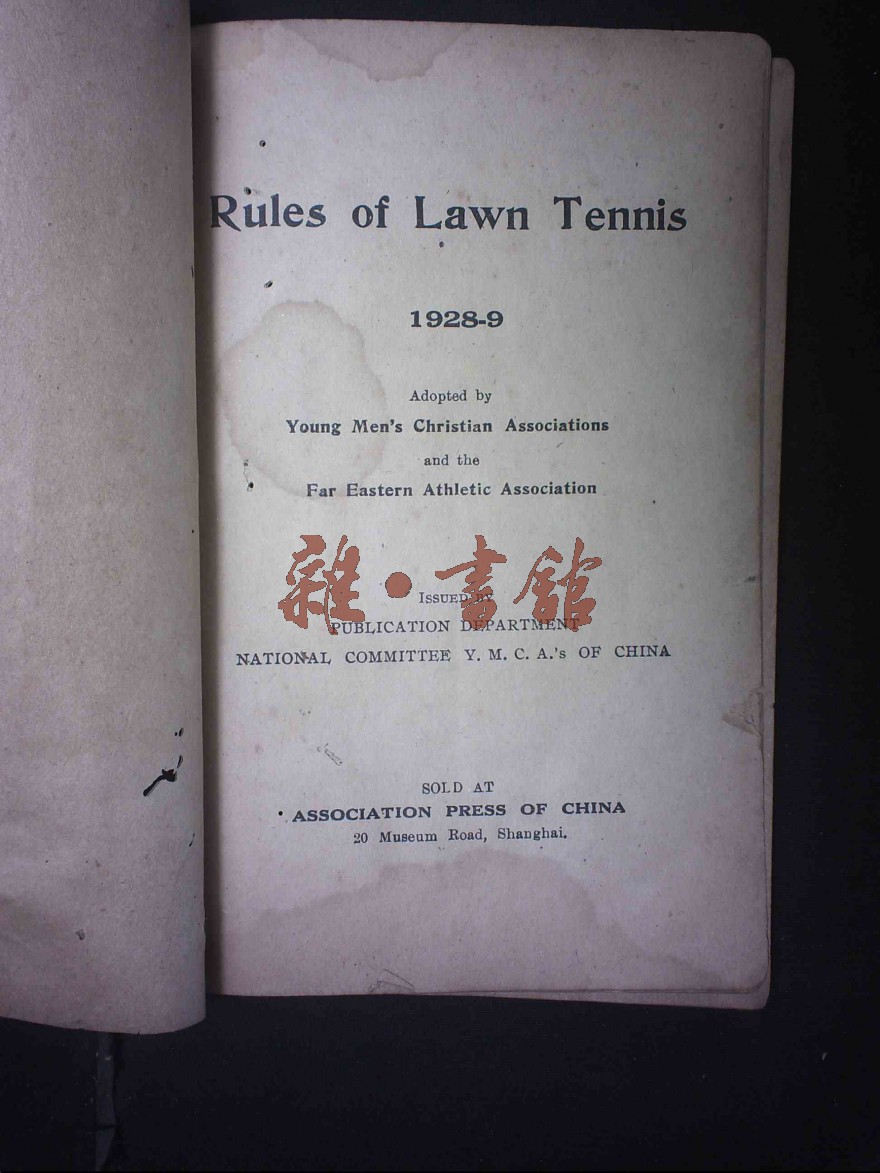 Rules of Lawn Tennis
1928-9
Adopted by
Young Men's Christian Associations
and the
Far Eastern Athletic Association
雜·書館
ISSUED BY
PUBLICATION DEPARTMENT
NATIONAL COMMITTEE Y. M. C. A.'s OF CHINA
SOLD AT
ASSOCIATION PRESS OF CHINA
20 Museum Road, Shanghai.